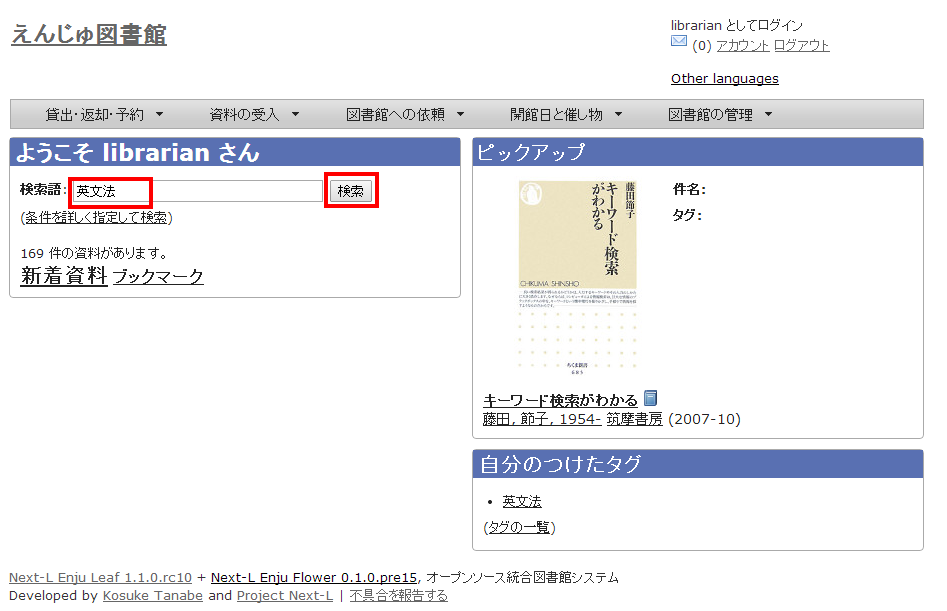 えんじゅ図書館
librarian としてログイン
(0) アカウント ログアウト
Other languages
貸出・返却・予約 ▼ 資料の受入 ▼ 図書館への依頼 ▼ 開館日と催し物 ▼ 図書館の管理 ▼
ようこそ librarian さん
検索語: 英文法 検索
(条件を詳しく指定して検索)
169 件の資料があります。
新着資料 ブックマーク
ピックアップ
藤田節子
キーワード検索
がわかる
CHIKUMA SHINSHO
ちくま新書
件名:
タグ:
キーワード検索がわかる
藤田, 節子, 1954- 筑摩書房 (2007-10)
自分のつけたタグ
• 英文法
(タグの一覧)
Next-L Enju Leaf 1.1.0.rc10 + Next-L Enju Flower 0.1.0.pre15, オープンソース統合図書館システム
Developed by Kosuke Tanabe and Project Next-L | 不具合を報告する